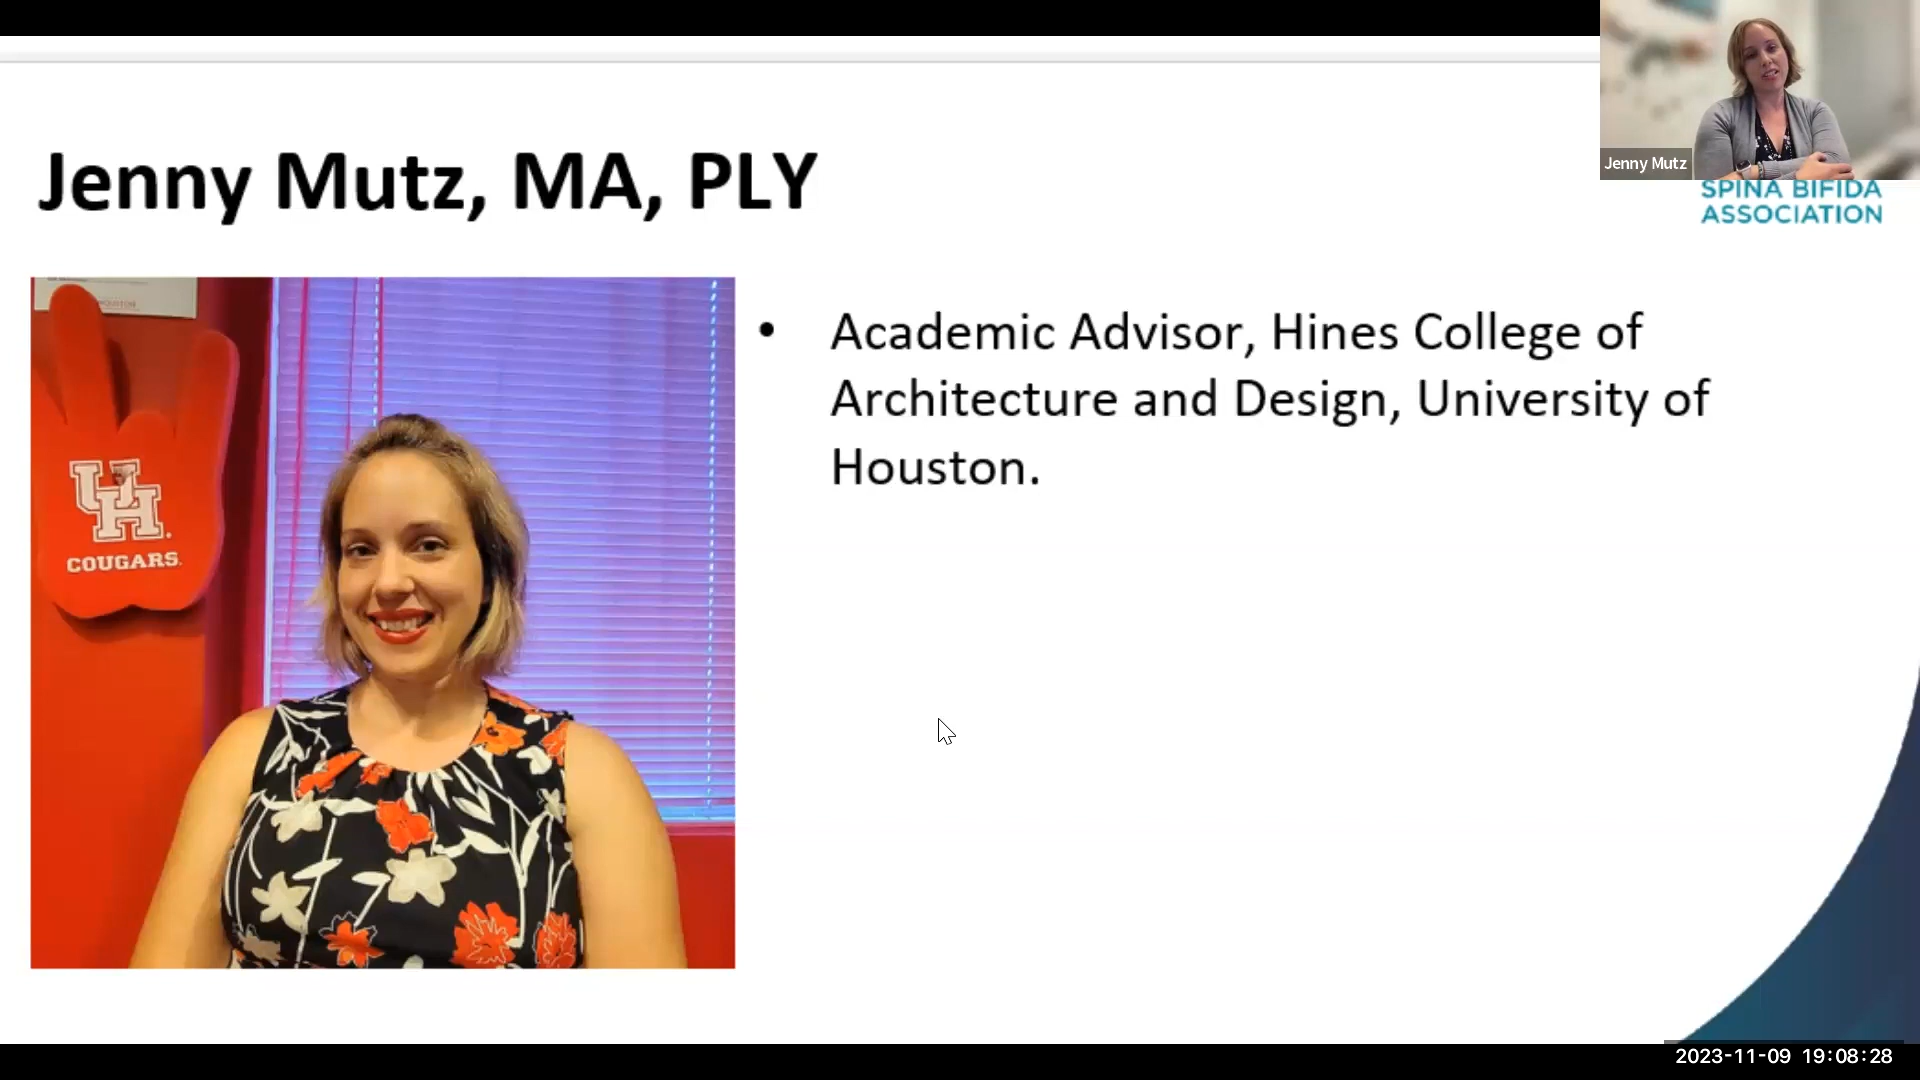 Jenny Mutz
SPINA BIFIDA
ASSOCIATION
Jenny Mutz, MA, PLY
UH
COUGARS.
• Academic Advisor, Hines College of
Architecture and Design, University of
Houston.
2023-11-09 19:08:28